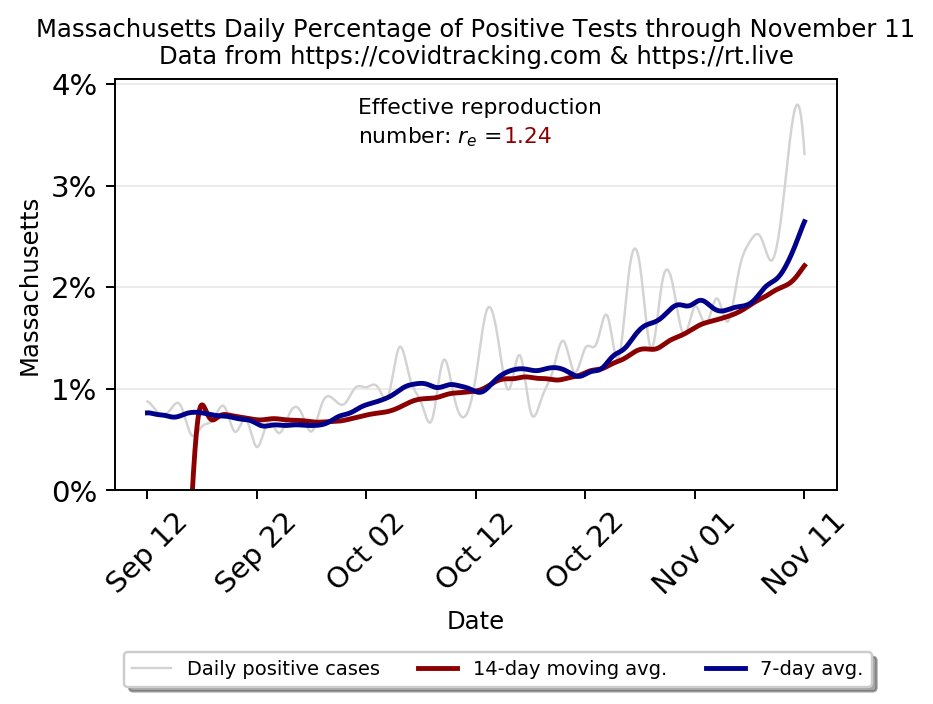 Massachusetts Daily Percentage of Positive Tests through November 11
Data from https://covidtracking.com & https://rt.live
Effective reproduction
number: rₑ =1.24
4%
3%
2%
1%
0%
Massachusetts
Sep 12
Sep 22
Oct 02
Oct 12
Oct 22
Nov 01
Nov 11
Date
Daily positive cases
14-day moving avg.
7-day avg.